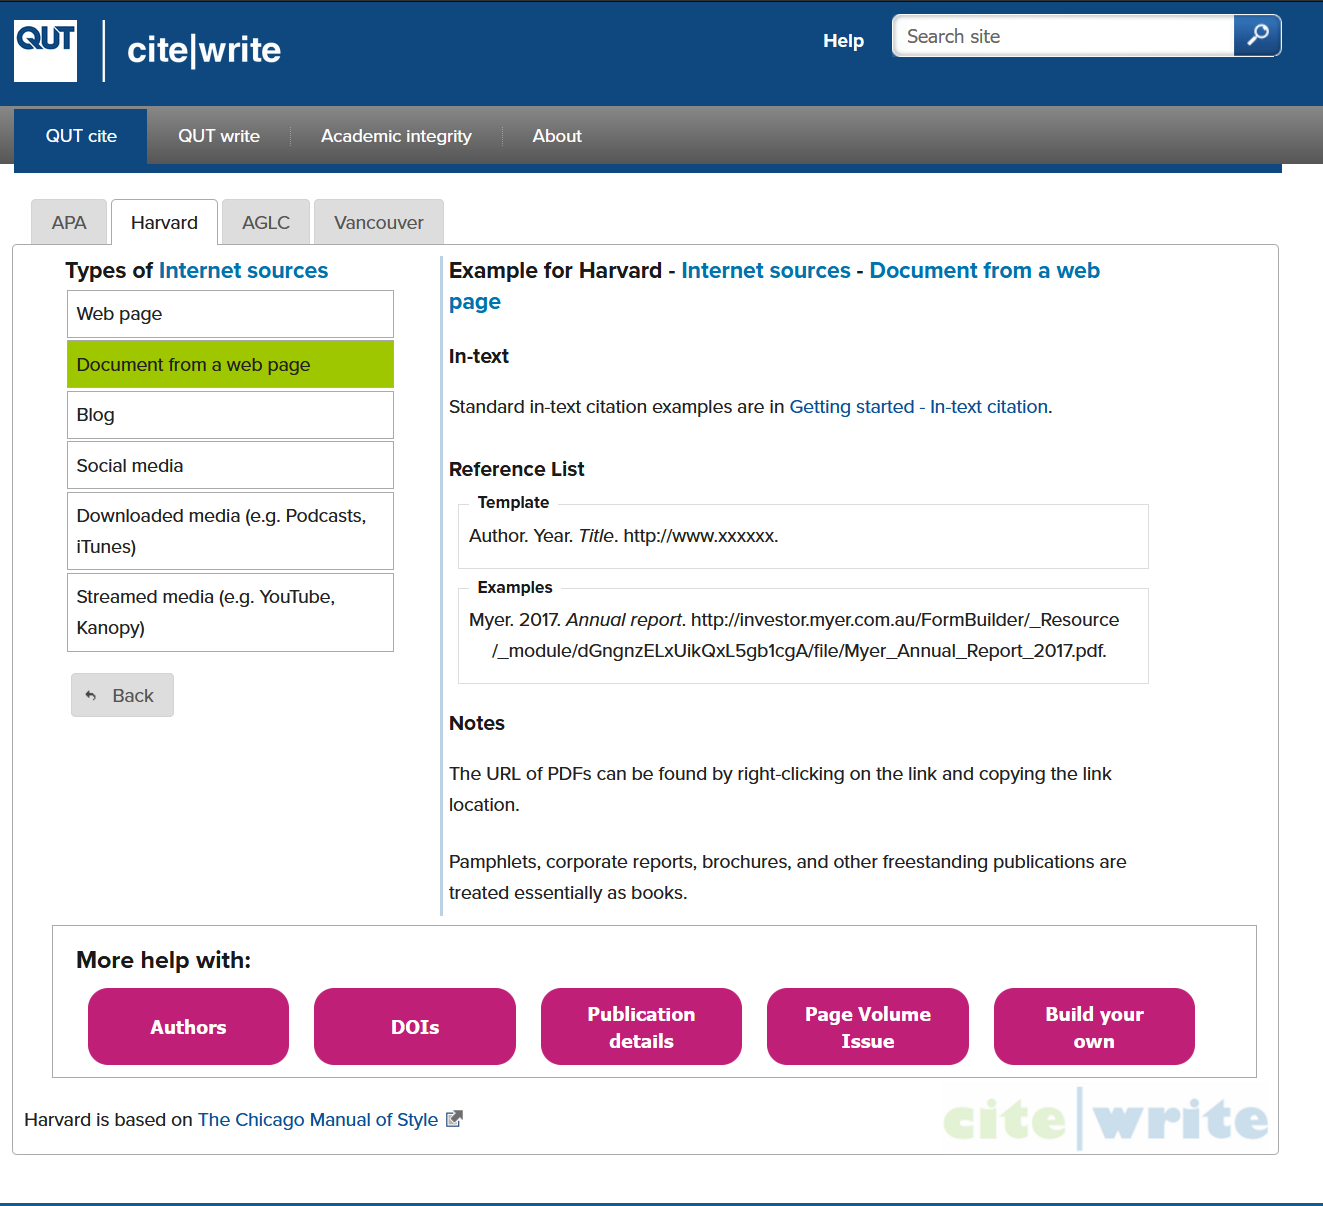 QUT
cite|write
Help
Search site
QUT cite
QUT write
Academic integrity
About
APA
Harvard
AGLC
Vancouver
Types of Internet sources
Web page
Document from a web page
Blog
Social media
Downloaded media (e.g. Podcasts,
iTunes)
Streamed media (e.g. YouTube,
Kanopy)
Back
Example for Harvard - Internet sources - Document from a web
page
In-text
Standard in-text citation examples are in Getting started - In-text citation.
Reference List
Template
Author. Year. Title. http://www.xxxxxx.
Examples
Myer. 2017. Annual report. http://investor.myer.com.au/FormBuilder/_Resource
/_module/dGngnzELxUikQxL5gb1cgA/file/Myer_Annual_Report_2017.pdf.
Notes
The URL of PDFs can be found by right-clicking on the link and copying the link
location.
Pamphlets, corporate reports, brochures, and other freestanding publications are
treated essentially as books.
More help with:
Authors
DOIs
Publication
details
Page Volume
Issue
Build your
own
Harvard is based on The Chicago Manual of Style
cite|write